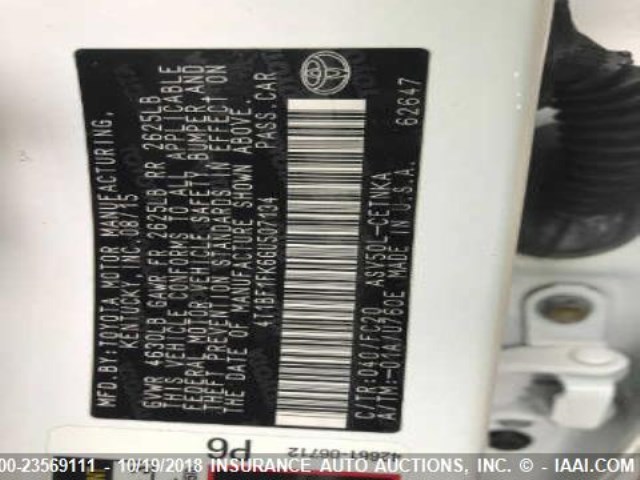 MFD. BY: TOYOTA MOTOR MANUFACTURING,
KENTUCKY, INC. 08/15
GVWR 4630LB GAWR FR 2625LB RR 2625LB
THIS VEHICLE CONFORMS TO ALL APPLICABLE
FEDERAL MOTOR VEHICLE SAFETY, BUMPER AND
THEFT PREVENTION STANDARDS IN EFFECT ON
THE DATE OF MANUFACTURE SHOWN ABOVE.
4T1BF1FK6GU507134 PASS. CAR
C/TR:040/FC20 ASV50L-CETNKA
A/TM:-01A/U760E MADE IN U.S.A. 62647
P6
42661-06712
00-23569111 - 10/19/2018 INSURANCE AUTO AUCTIONS, INC. © - IAAI.COM